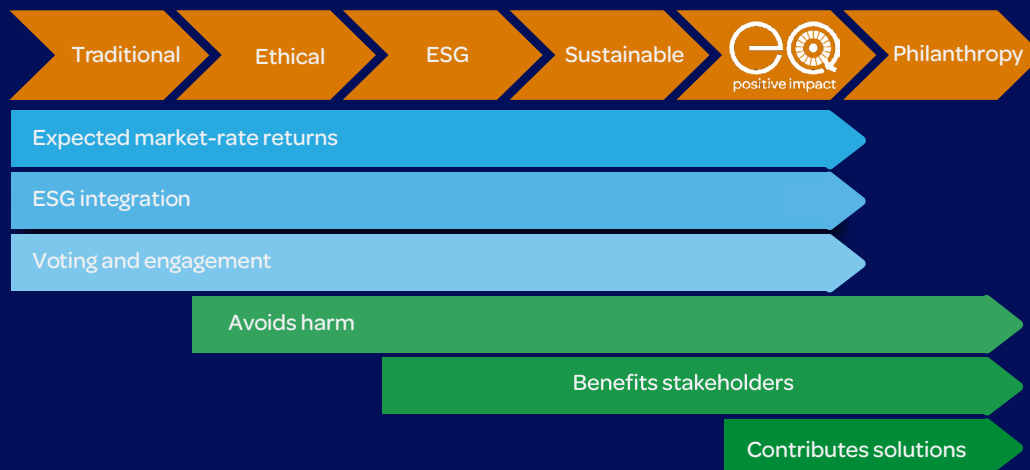 Traditional
Ethical
ESG
Sustainable
eQ
positive impact
Philanthropy
Expected market-rate returns
ESG integration
Voting and engagement
Avoids harm
Benefits stakeholders
Contributes solutions